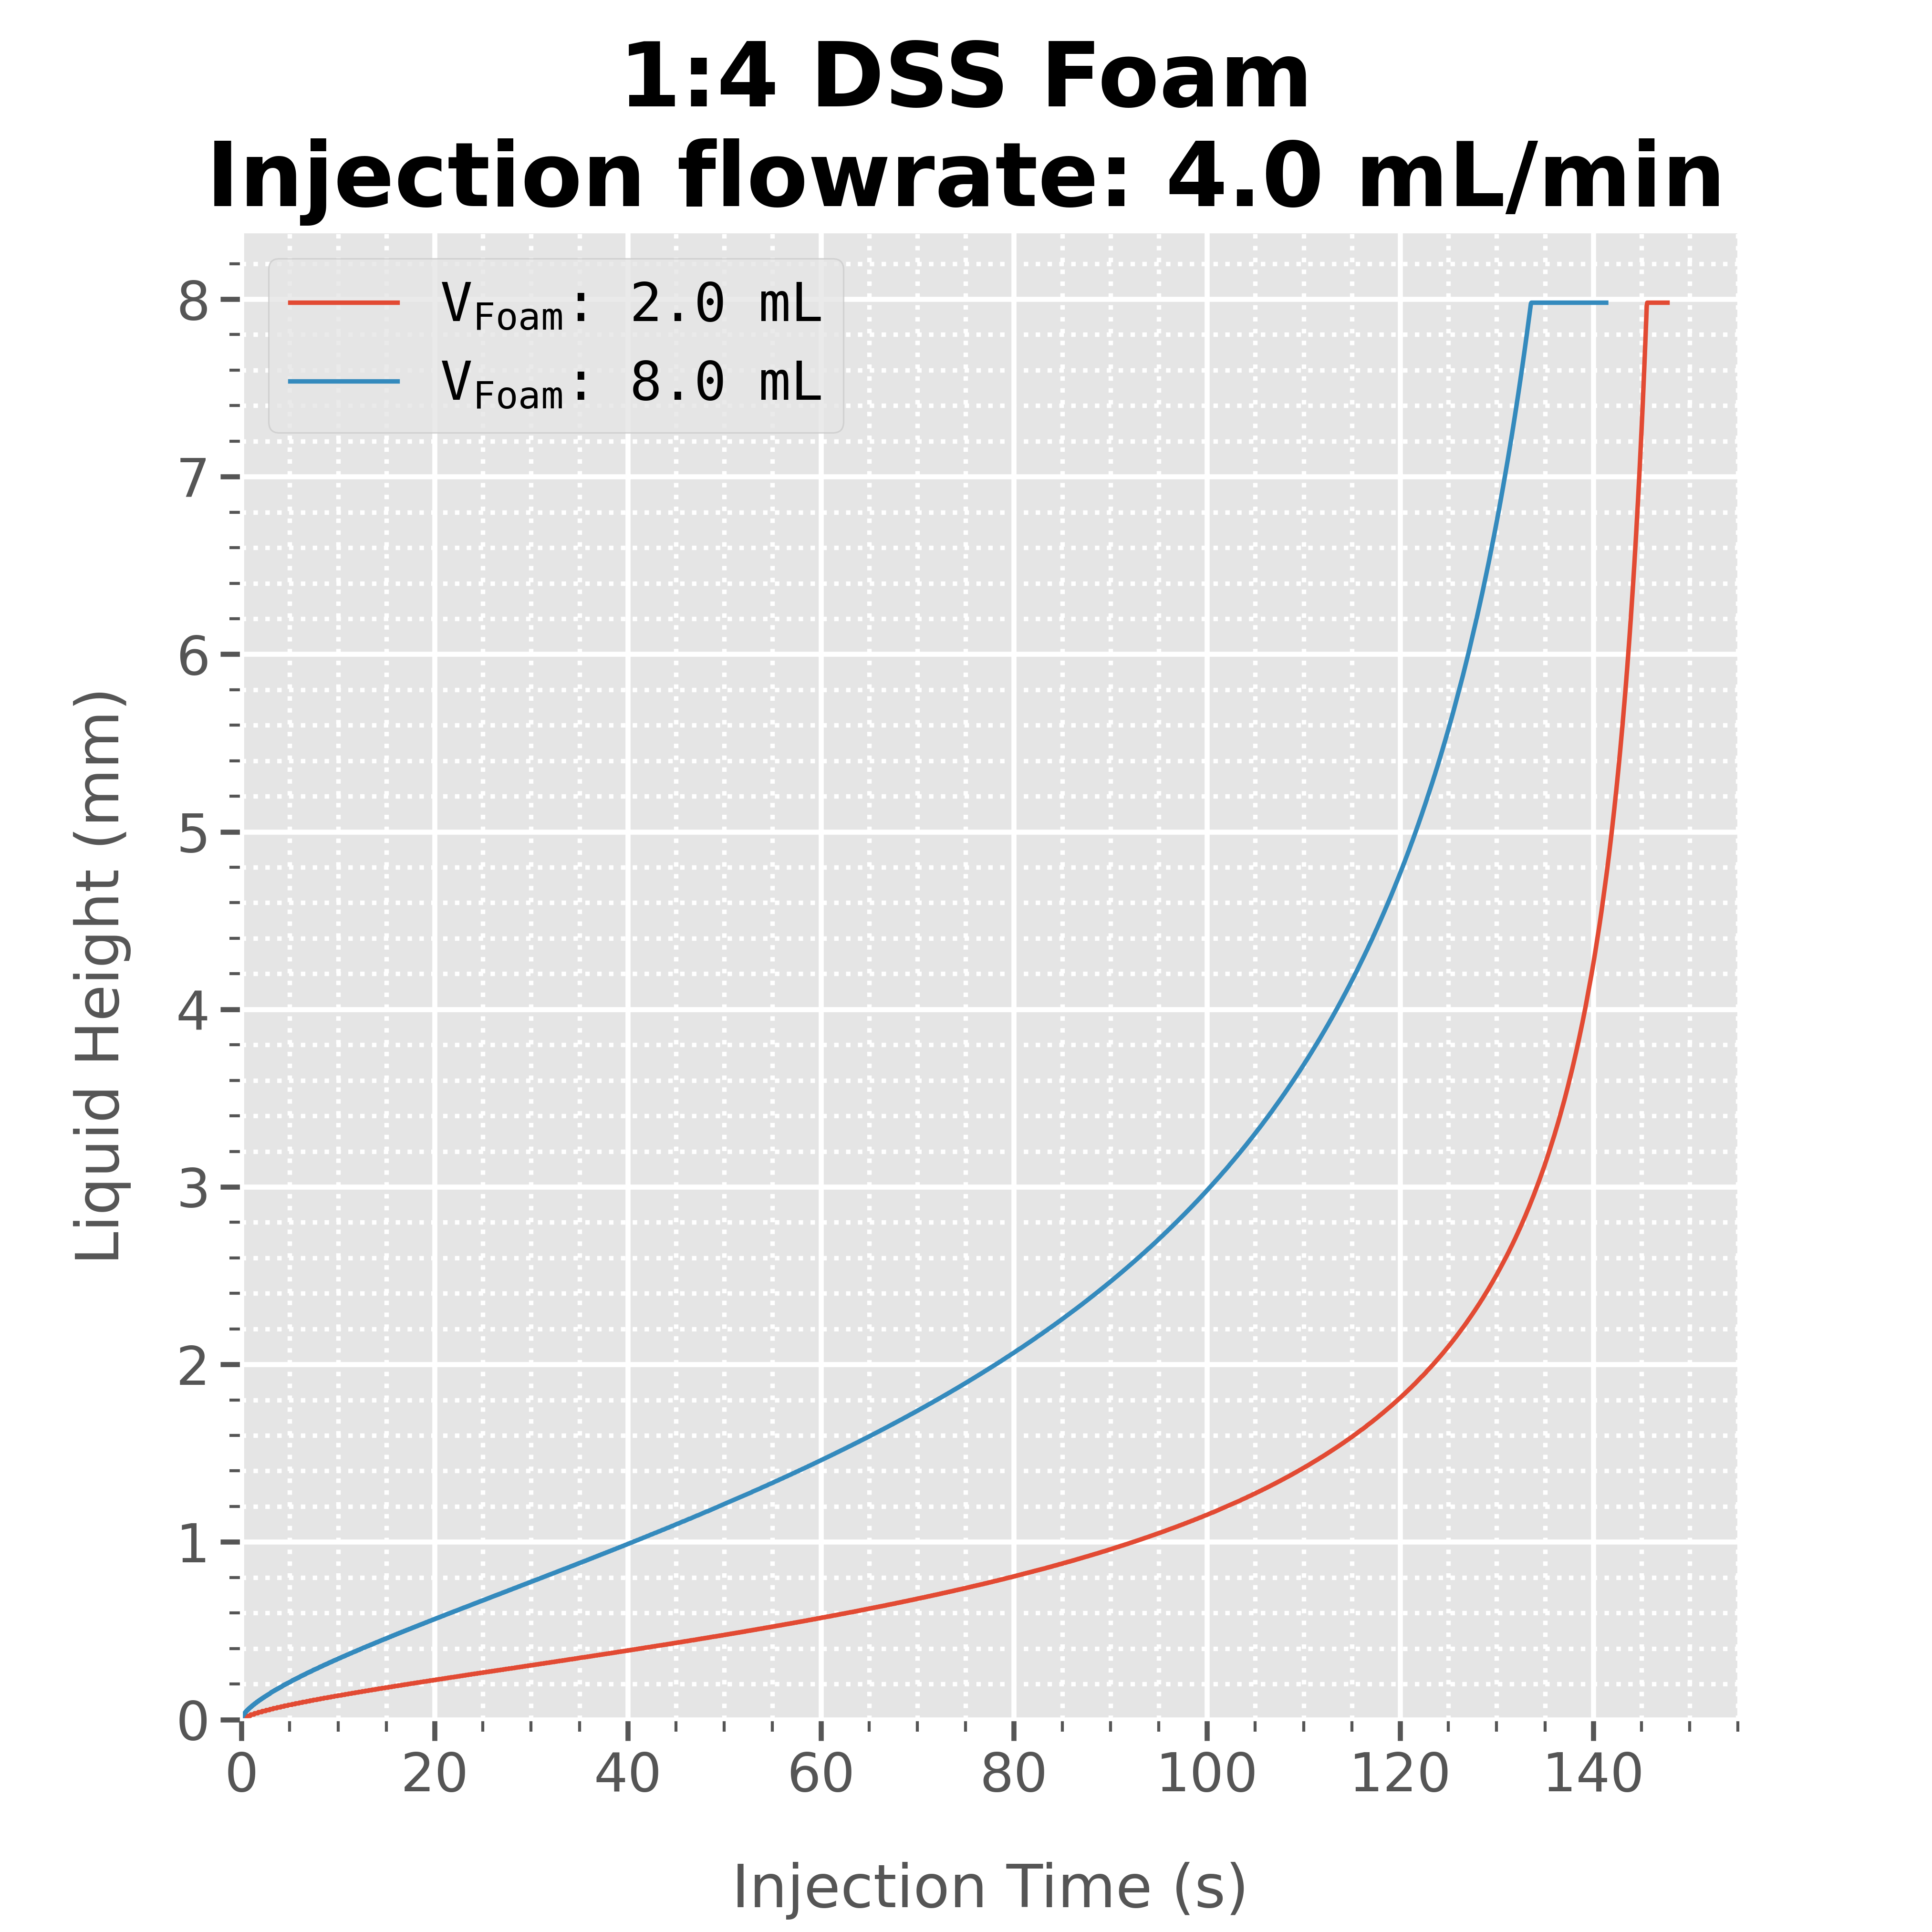 1:4 DSS Foam
Injection flowrate: 4.0 mL/min
V_Foam: 2.0 mL
V_Foam: 8.0 mL
8
7
6
5
4
3
2
1
0
Liquid Height (mm)
0 20 40 60 80 100 120 140
Injection Time (s)